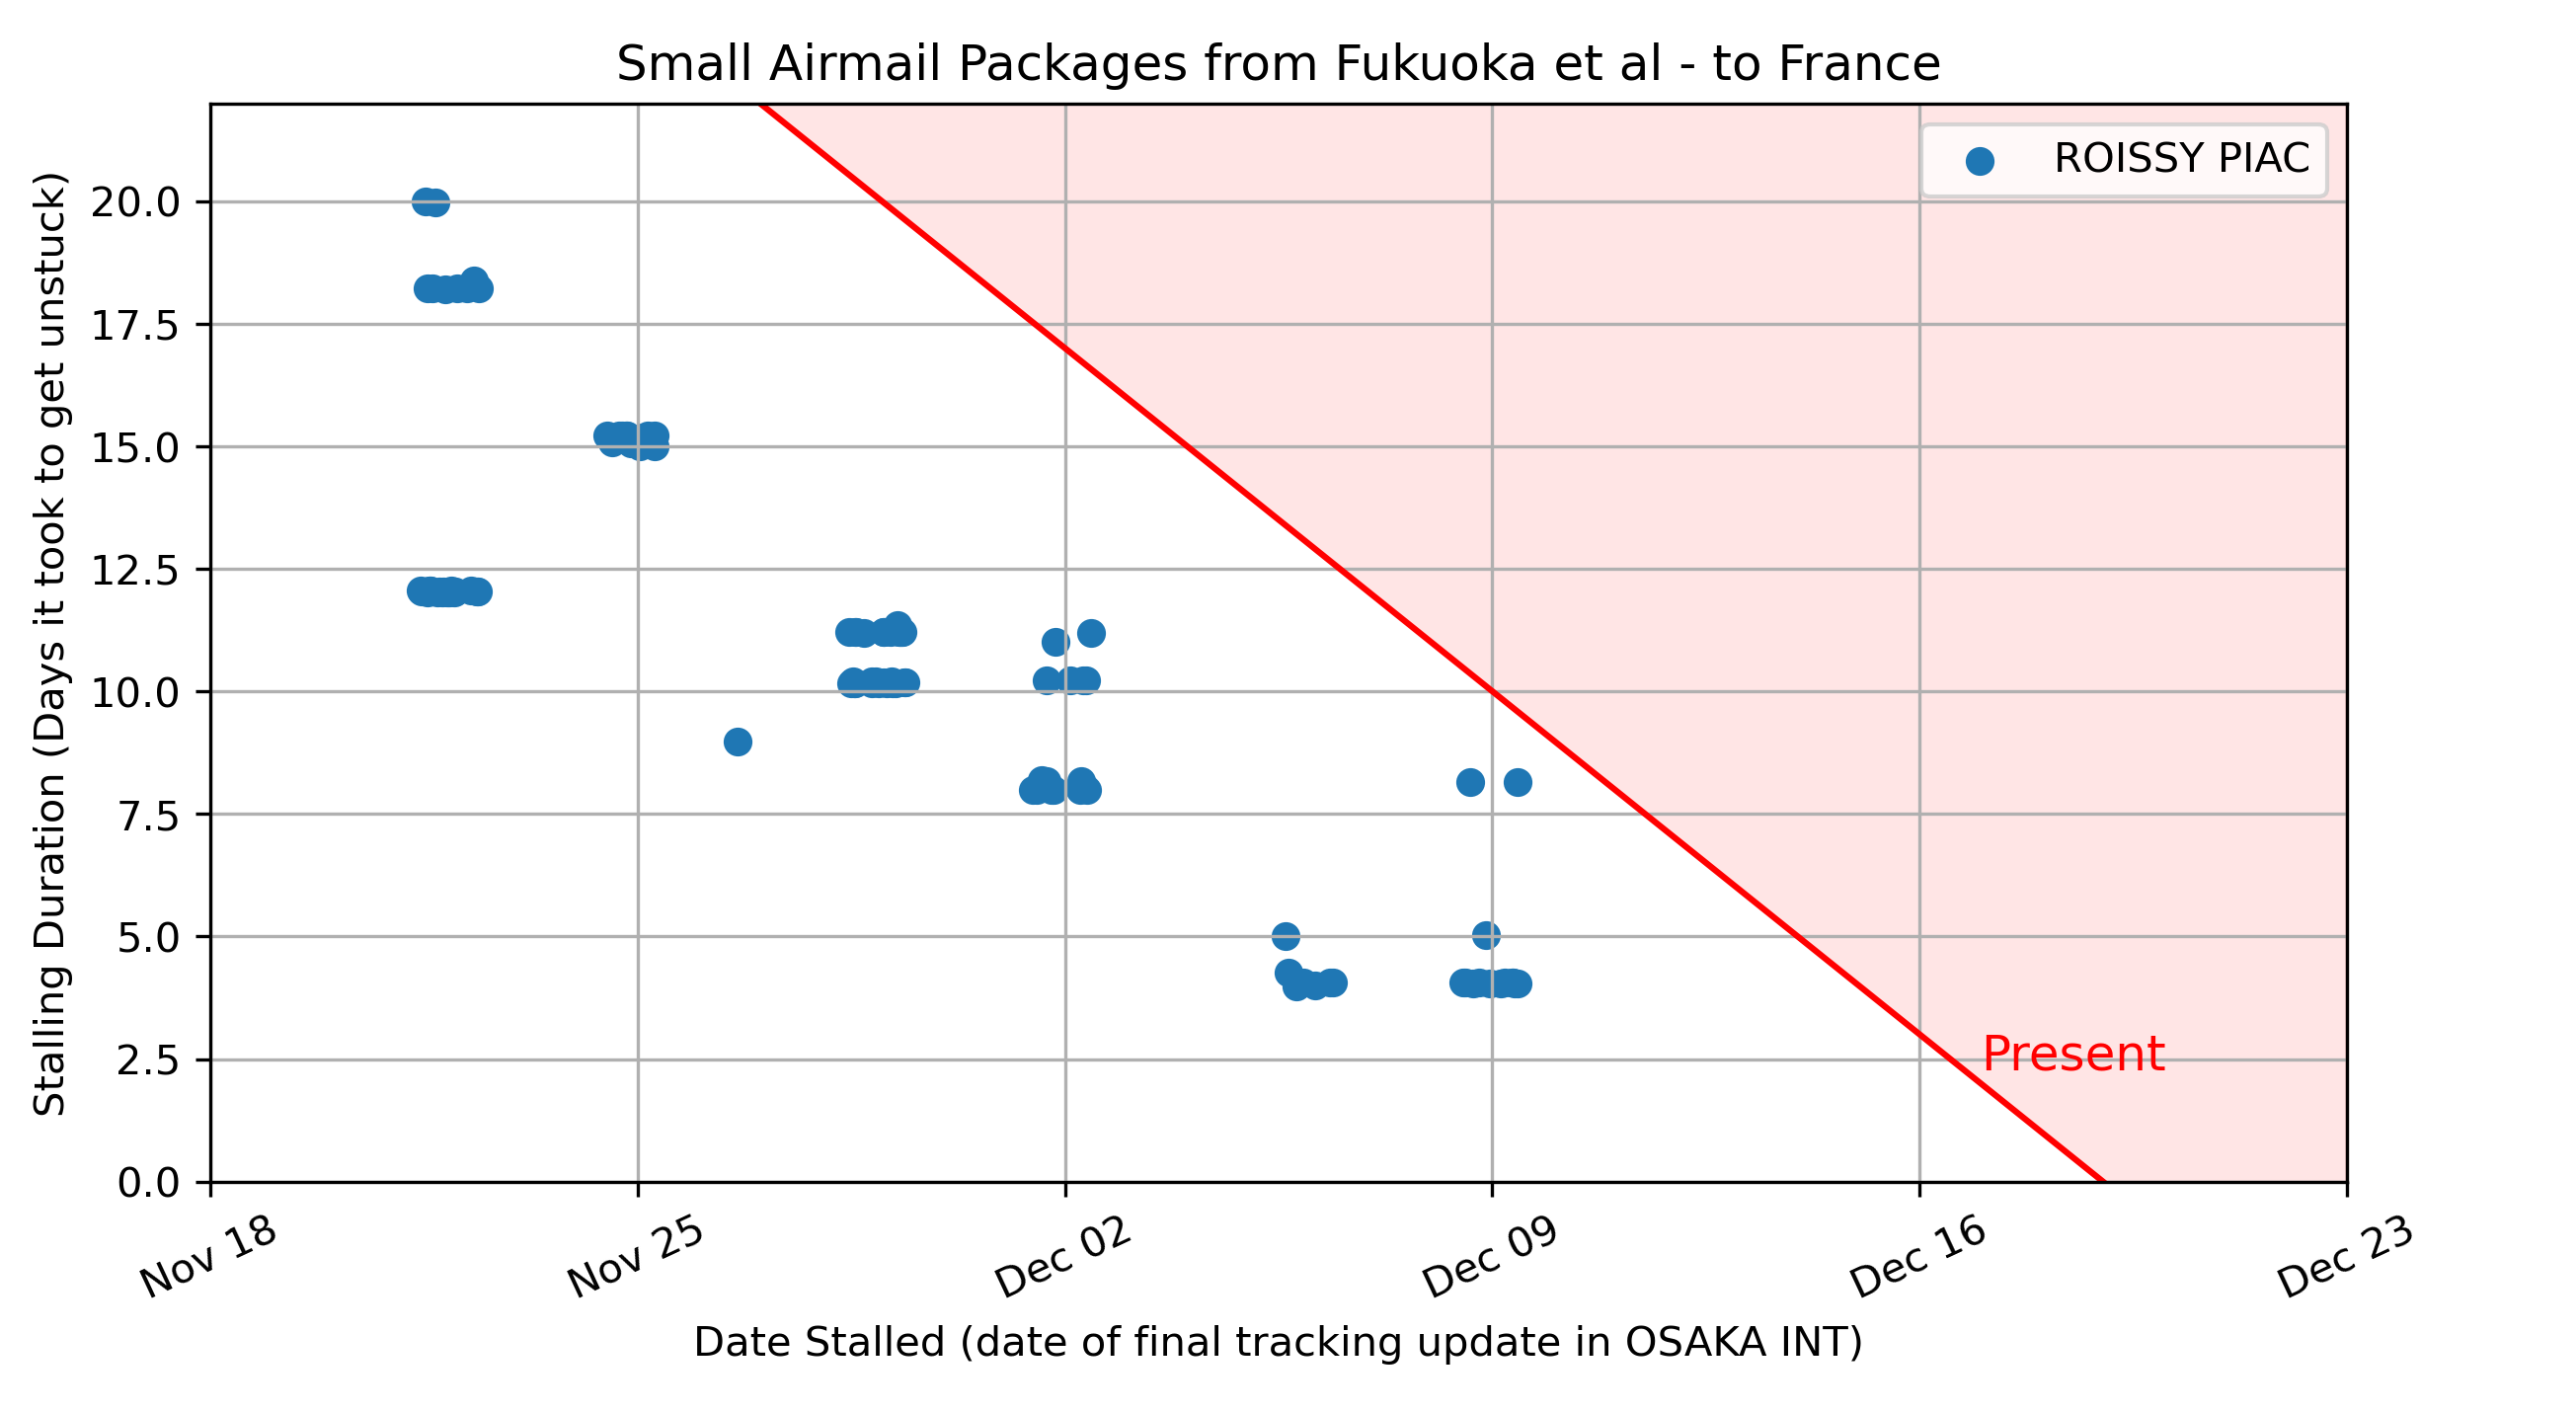 Small Airmail Packages from Fukuoka et al - to France
ROISSY PIAC
Stalling Duration (Days it took to get unstuck)
20.0
17.5
15.0
12.5
10.0
7.5
5.0
2.5
0.0
Present
Nov 18
Nov 25
Dec 02
Dec 09
Dec 16
Dec 23
Date Stalled (date of final tracking update in OSAKA INT)